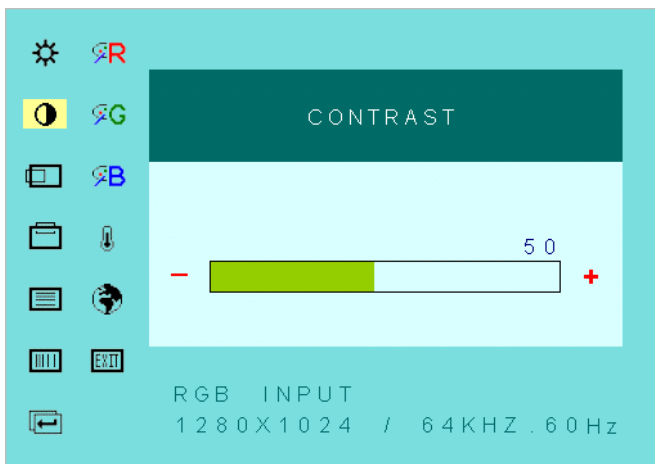 R
G
CONTRAST
B
50
− +
EXIT
RGB INPUT
1280X1024 / 64KHZ.60Hz